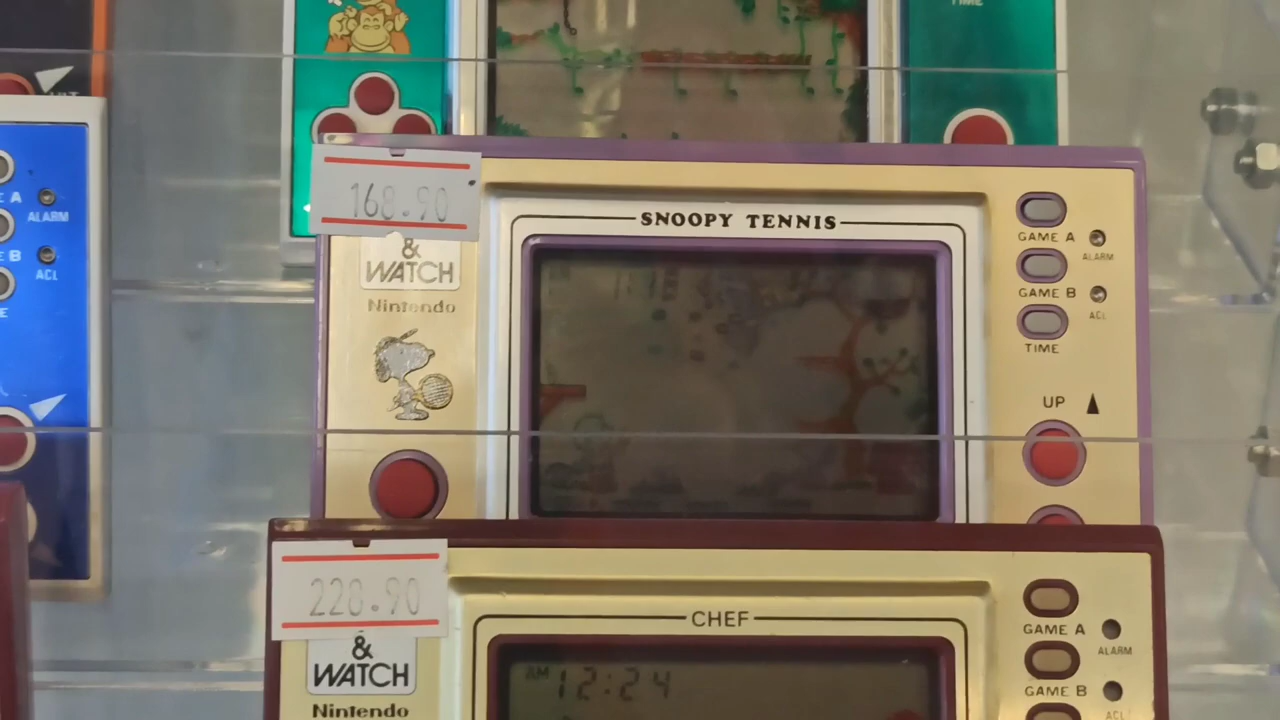 TIME
ALARM
ACL
168.90
SNOOPY TENNIS
& WATCH
Nintendo
GAME A
ALARM
GAME B
ACL
TIME
UP
228.90
CHEF
& WATCH
Nintendo
AM 12:24
GAME A
ALARM
GAME B
ACL